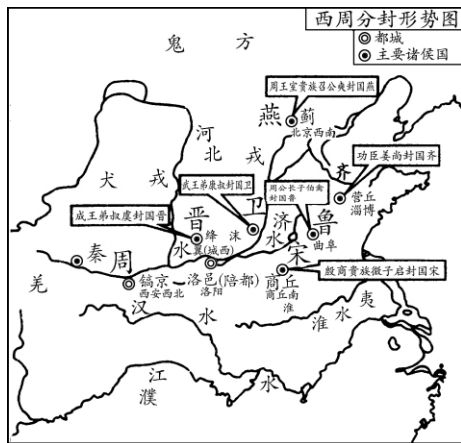 西周分封形势图
都城
主要诸侯国
鬼方
周王室贵族召公奭封国燕
燕
蓟
北京西南
河
北戎
犬戎
功臣姜尚封国齐
齐
营丘
淄博
武王弟康叔封国卫
周公长子伯禽
封国鲁
成王弟叔虞封国晋
晋
卫
济
水
鲁
曲阜
绛
沫
翼(城西)
秦
周
水
宋
殷商贵族微子启封国宋
羌
镐京
西安西北
洛邑(陪都)
洛阳
商丘
商丘南
淮
夷
汉
水
淮水
江
濮
水